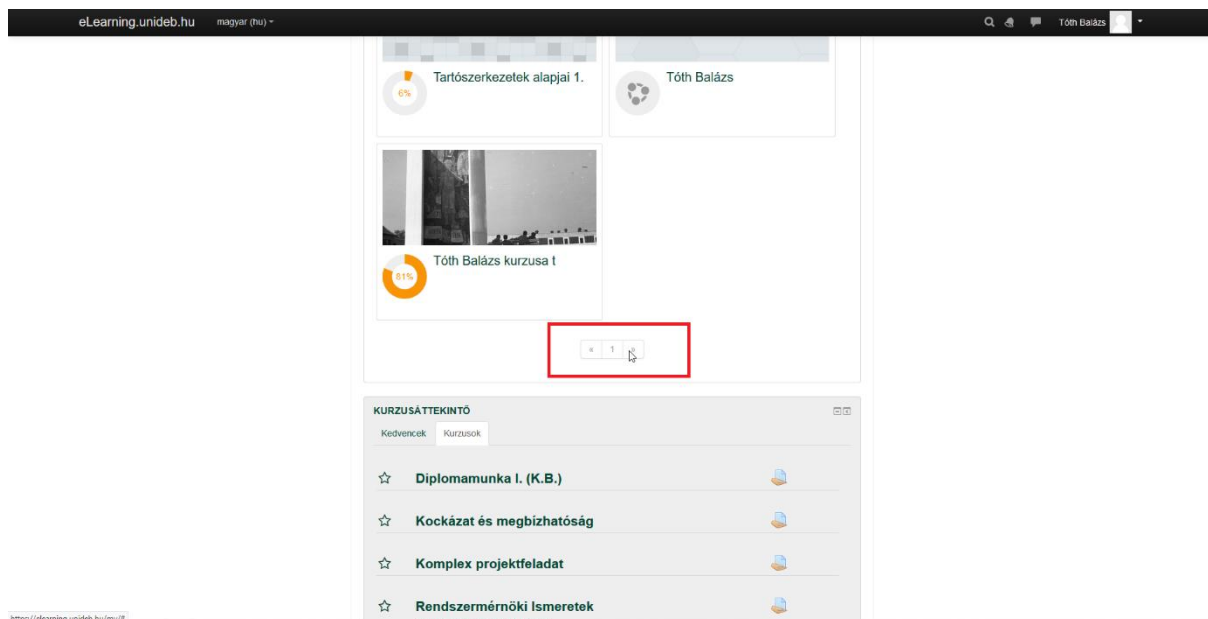 eLearning.unideb.hu magyar (hu)
Tóth Balázs
Tartószerkezetek alapjai 1. Tóth Balázs
6%
Tóth Balázs kurzusa t
81%
« 1 »
KURZUSÁTTEKINTŐ
Kedvencek Kurzusok
Diplomamunka I. (K.B.)
Kockázat és megbízhatóság
Komplex projektfeladat
Rendszermérnöki Ismeretek